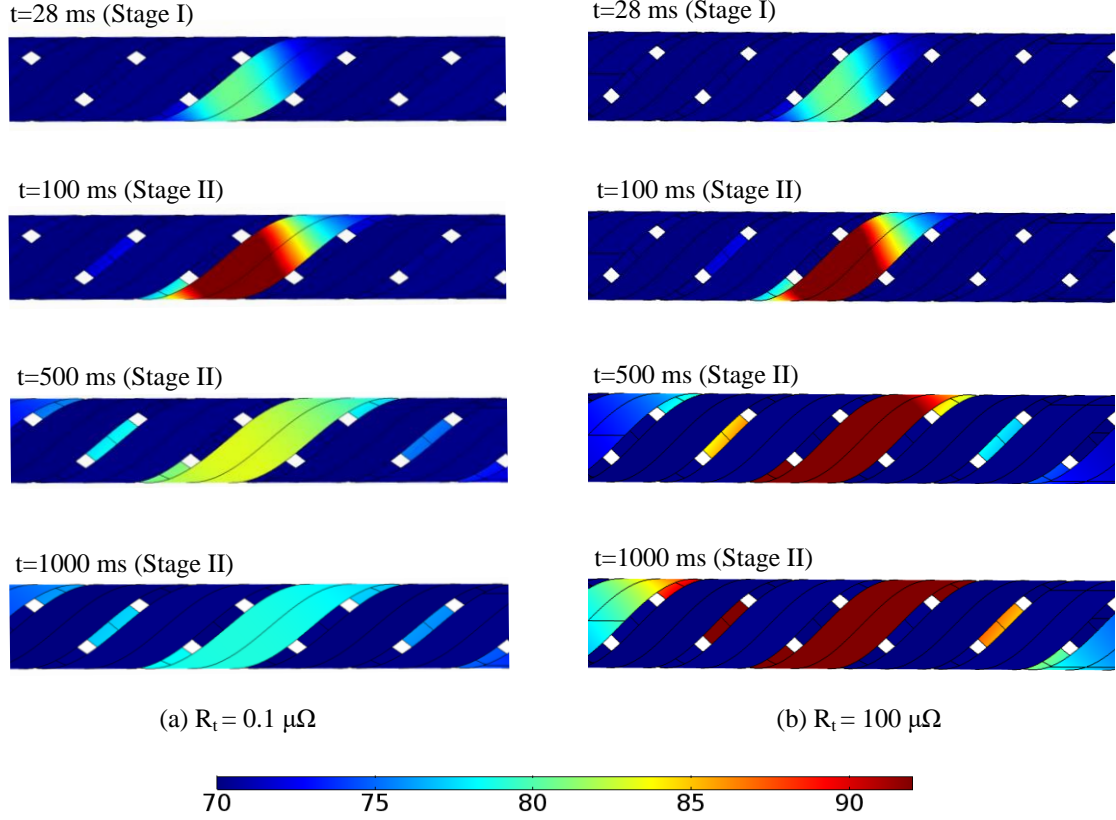 t=28 ms (Stage I)
t=28 ms (Stage I)
t=100 ms (Stage II)
t=100 ms (Stage II)
t=500 ms (Stage II)
t=500 ms (Stage II)
t=1000 ms (Stage II)
t=1000 ms (Stage II)
(a) Rₜ = 0.1 μΩ
(b) Rₜ = 100 μΩ
70 75 80 85 90